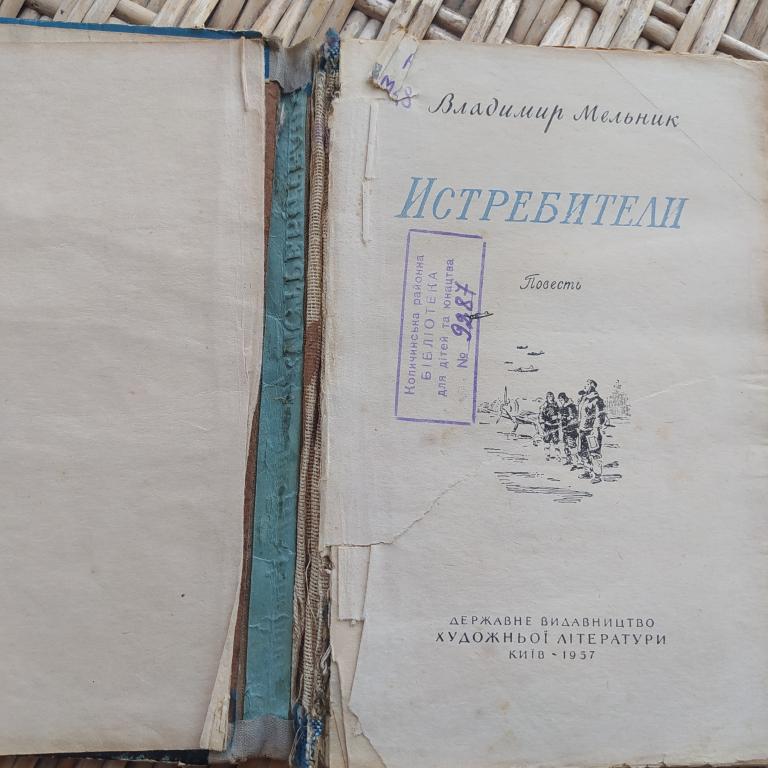 Владимир Мельник
ИСТРЕБИТЕЛИ
Повесть
Копичинська районна
БІБЛІОТЕКА
для дітей та юнацтва
№ 9287
ДЕРЖАВНЕ ВИДАВНИЦТВО
ХУДОЖНЬОЇ ЛІТЕРАТУРИ
КИЇВ - 1957